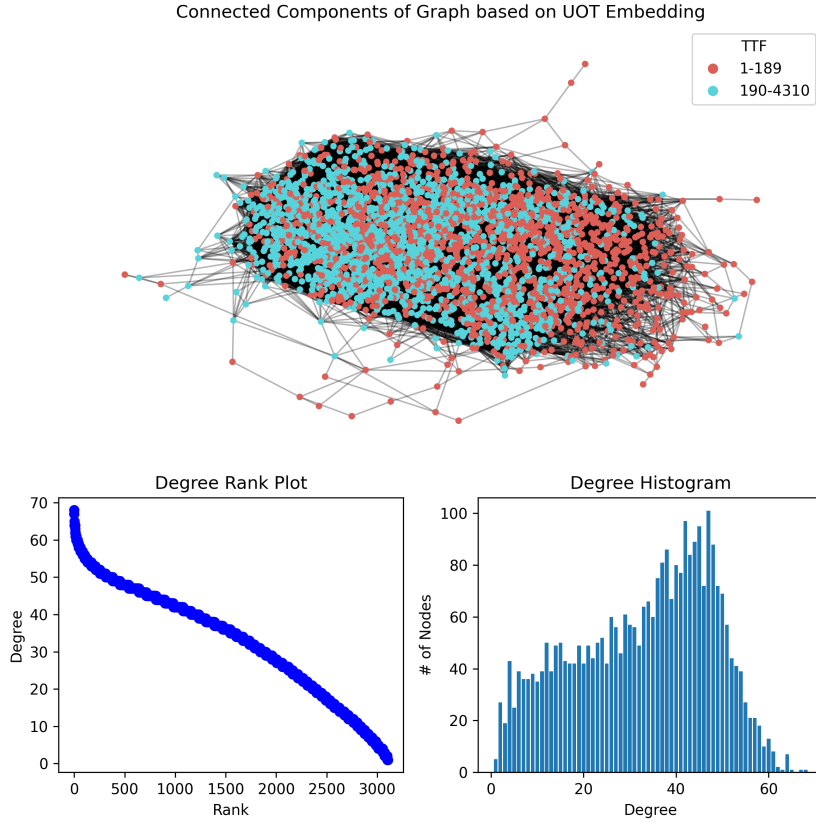 Connected Components of Graph based on UOT Embedding
TTF
1-189
190-4310
Degree Rank Plot
Degree
70
60
50
40
30
20
10
0
0 500 1000 1500 2000 2500 3000
Rank
Degree Histogram
# of Nodes
100
80
60
40
20
0
0 20 40 60
Degree